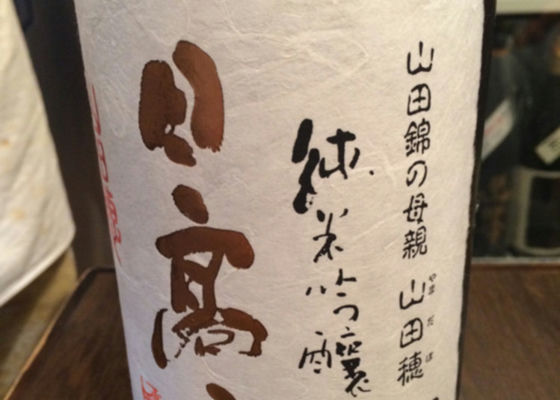 山田錦の母親 山田穂
やまだぼ
純米吟醸
日高